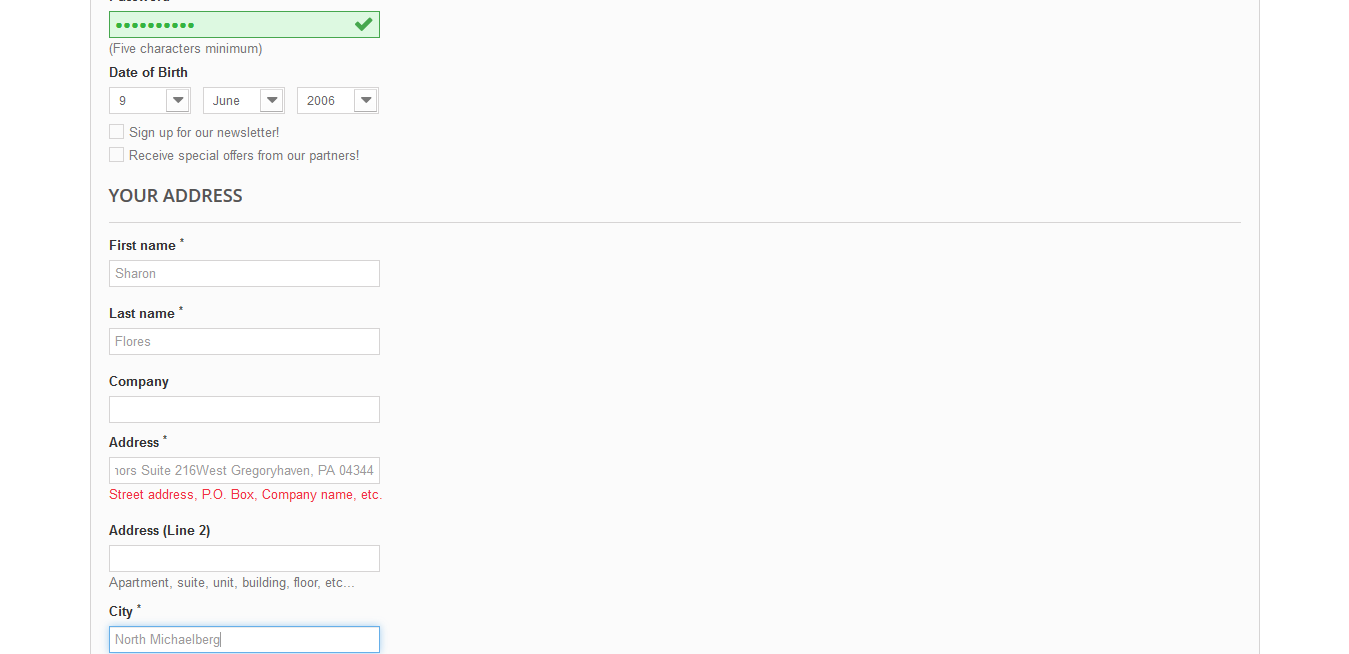 (Five characters minimum)
Date of Birth
9 June 2006
Sign up for our newsletter!
Receive special offers from our partners!
YOUR ADDRESS
First name *
Sharon
Last name *
Flores
Company
Address *
Suite 216West Gregoryhaven, PA 04344
Street address, P.O. Box, Company name, etc.
Address (Line 2)
Apartment, suite, unit, building, floor, etc...
City *
North Michaelberg